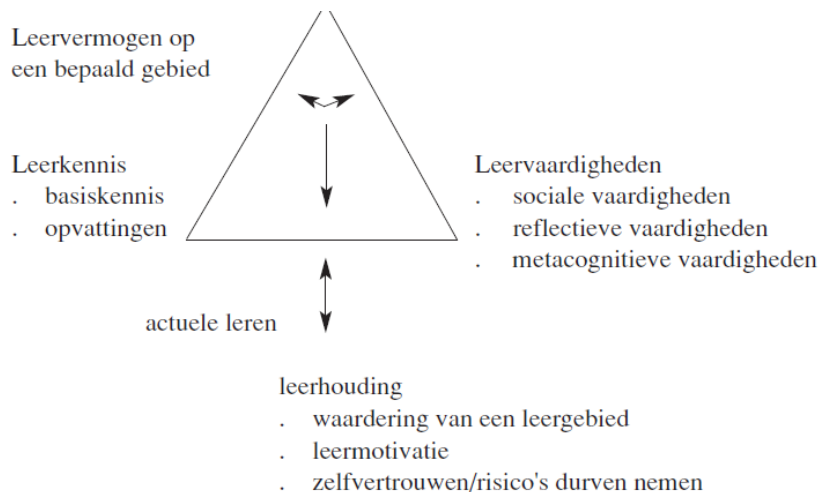 Leervermogen op
een bepaald gebied
Leerkennis
. basiskennis
. opvattingen
Leervaardigheden
. sociale vaardigheden
. reflectieve vaardigheden
. metacognitieve vaardigheden
actuele leren
leerhouding
. waardering van een leergebied
. leermotivatie
. zelfvertrouwen/risico's durven nemen